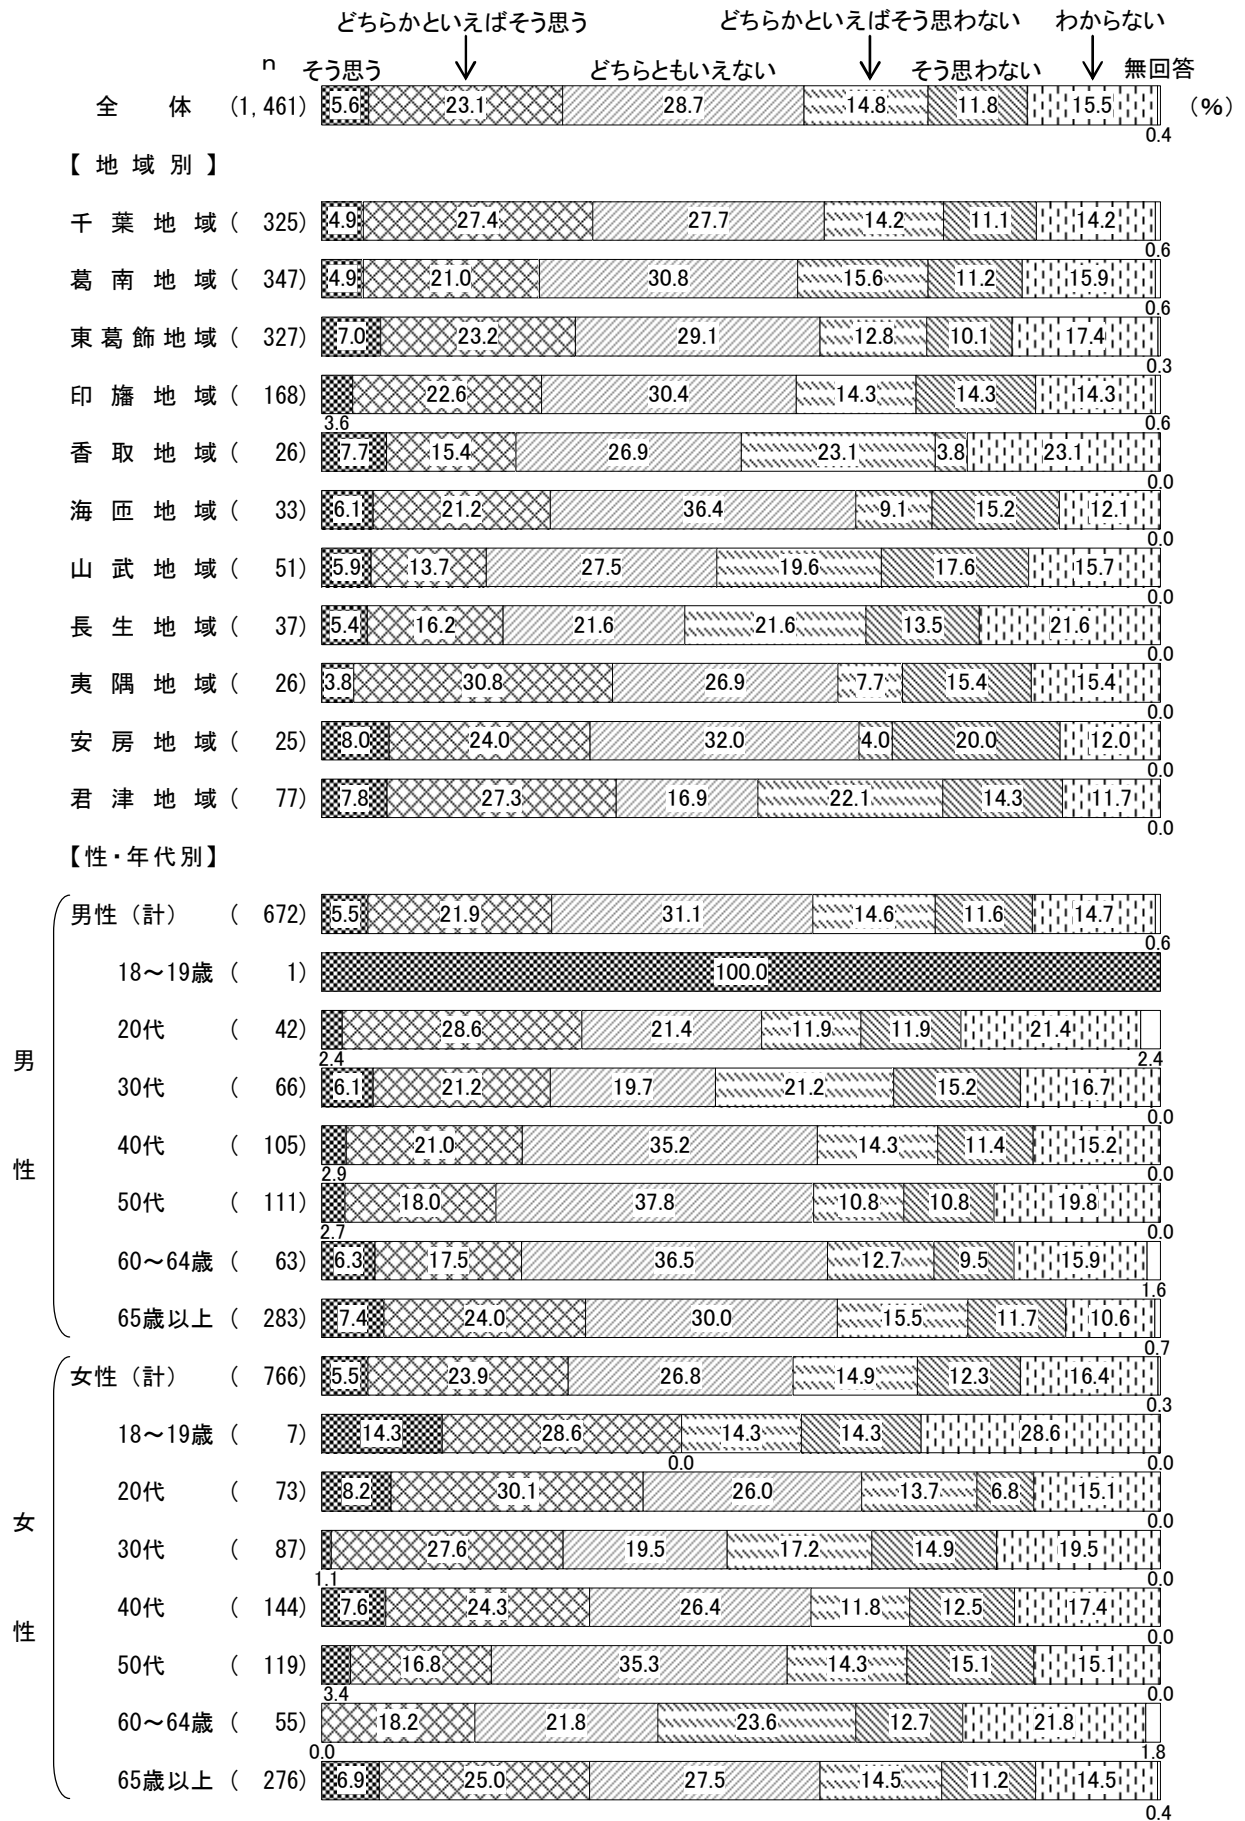 どちらかといえばそう思う どちらかといえばそう思わない わからない
n そう思う どちらともいえない そう思わない 無回答
全 体 (1,461) 5.6 23.1 28.7 14.8 11.8 15.5 (%)
0.4
【 地 域 別 】
千 葉 地 域 ( 325) 4.9 27.4 27.7 14.2 11.1 14.2
0.6
葛 南 地 域 ( 347) 4.9 21.0 30.8 15.6 11.2 15.9
0.6
東 葛 飾 地 域 ( 327) 7.0 23.2 29.1 12.8 10.1 17.4
0.3
印 旛 地 域 ( 168) 22.6 30.4 14.3 14.3 14.3
3.6 0.6
香 取 地 域 ( 26) 7.7 15.4 26.9 23.1 3.8 23.1
0.0
海 匝 地 域 ( 33) 6.1 21.2 36.4 9.1 15.2 12.1
0.0
山 武 地 域 ( 51) 5.9 13.7 27.5 19.6 17.6 15.7
0.0
長 生 地 域 ( 37) 5.4 16.2 21.6 21.6 13.5 21.6
0.0
夷 隅 地 域 ( 26) 3.8 30.8 26.9 7.7 15.4 15.4
0.0
安 房 地 域 ( 25) 8.0 24.0 32.0 4.0 20.0 12.0
0.0
君 津 地 域 ( 77) 7.8 27.3 16.9 22.1 14.3 11.7
0.0
【性・年代別】
男性（計） ( 672) 5.5 21.9 31.1 14.6 11.6 14.7
0.6
18～19歳 ( 1) 100.0
20代 ( 42) 28.6 21.4 11.9 11.9 21.4
男 2.4 2.4
30代 ( 66) 6.1 21.2 19.7 21.2 15.2 16.7
0.0
40代 ( 105) 21.0 35.2 14.3 11.4 15.2
性 2.9 0.0
50代 ( 111) 18.0 37.8 10.8 10.8 19.8
2.7 0.0
60～64歳 ( 63) 6.3 17.5 36.5 12.7 9.5 15.9
1.6
65歳以上 ( 283) 7.4 24.0 30.0 15.5 11.7 10.6
0.7
女性（計） ( 766) 5.5 23.9 26.8 14.9 12.3 16.4
0.3
18～19歳 ( 7) 14.3 28.6 14.3 14.3 28.6
0.0 0.0
20代 ( 73) 8.2 30.1 26.0 13.7 6.8 15.1
女 0.0
30代 ( 87) 27.6 19.5 17.2 14.9 19.5
1.1 0.0
40代 ( 144) 7.6 24.3 26.4 11.8 12.5 17.4
性 0.0
50代 ( 119) 16.8 35.3 14.3 15.1 15.1
3.4 0.0
60～64歳 ( 55) 18.2 21.8 23.6 12.7 21.8
0.0 1.8
65歳以上 ( 276) 6.9 25.0 27.5 14.5 11.2 14.5
0.4